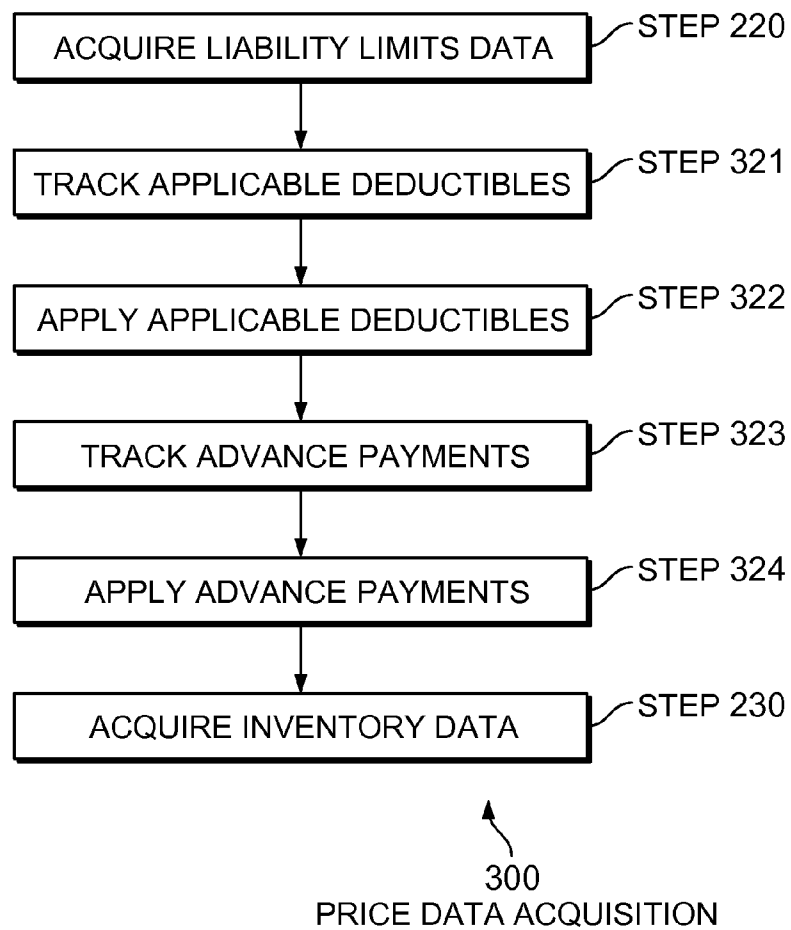 ACQUIRE LIABILITY LIMITS DATA
STEP 220
TRACK APPLICABLE DEDUCTIBLES
STEP 321
APPLY APPLICABLE DEDUCTIBLES
STEP 322
TRACK ADVANCE PAYMENTS
STEP 323
APPLY ADVANCE PAYMENTS
STEP 324
ACQUIRE INVENTORY DATA
STEP 230
300
PRICE DATA ACQUISITION